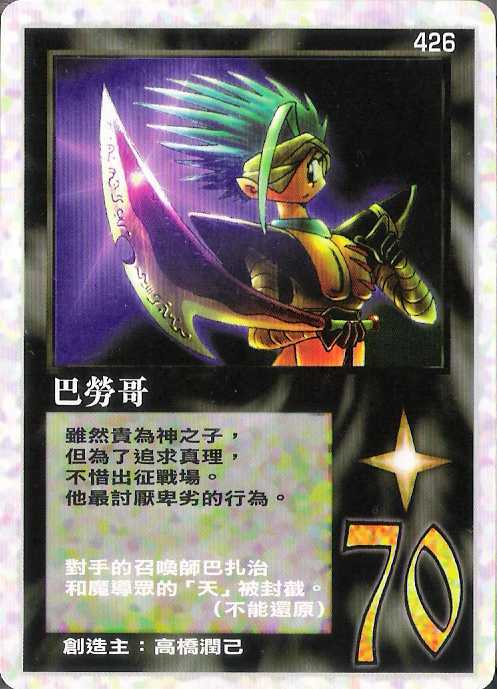 426
巴勞哥
雖然貴為神之子，
但為了追求真理，
不惜出征戰場。
他最討厭卑劣的行為。
對手的召喚師巴扎治
和魔導眾的「天」被封截。
（不能還原）
70
創造主：高橋潤己